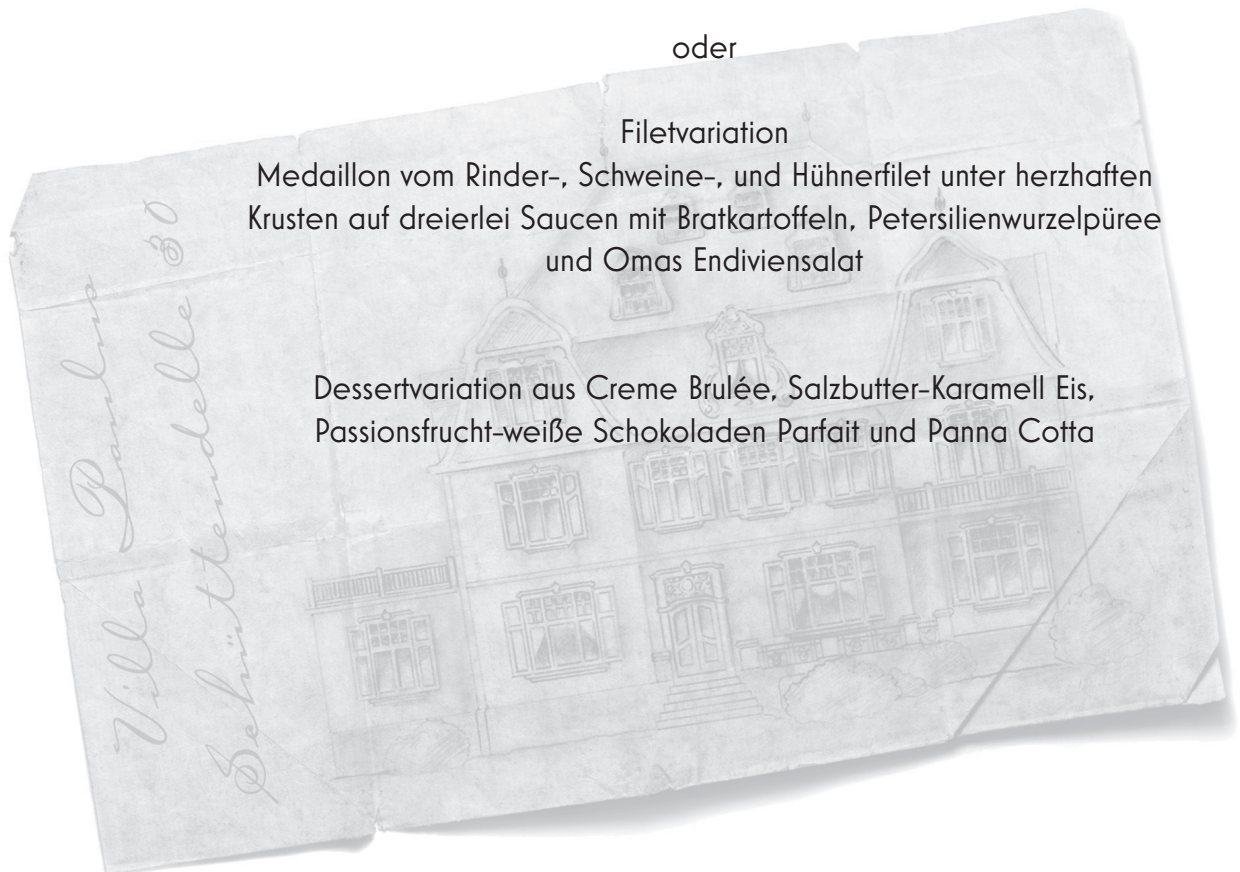 oder
Filetvariation
Medaillon vom Rinder-, Schweine-, und Hühnerfilet unter herzhaften
Krusten auf dreierlei Saucen mit Bratkartoffeln, Petersilienwurzelpüree
und Omas Endiviensalat
Dessertvariation aus Creme Brulée, Salzbutter-Karamell Eis,
Passionsfrucht-weiße Schokoladen Parfait und Panna Cotta
Villa
30